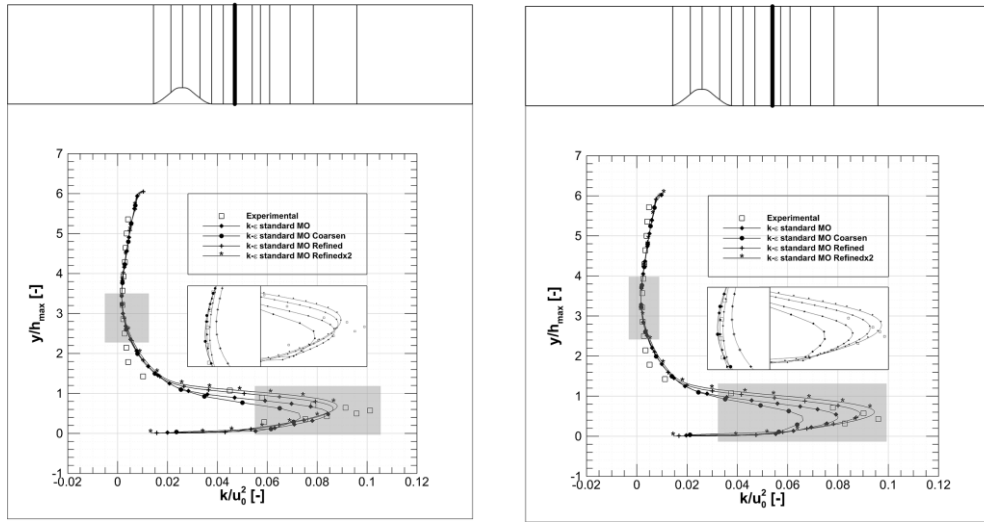 7
6
5
4
3
2
1
0
-1
y/hmax [-]
Experimental
k-ε standard MO
k-ε standard MO Coarsen
k-ε standard MO Refined
k-ε standard MO Refinedx2
-0.02 0 0.02 0.04 0.06 0.08 0.1 0.12
k/u₀² [-]
7
6
5
4
3
2
1
0
-1
y/hmax [-]
Experimental
k-ε standard MO
k-ε standard MO Coarsen
k-ε standard MO Refined
k-ε standard MO Refinedx2
-0.02 0 0.02 0.04 0.06 0.08 0.1 0.12
k/u₀² [-]